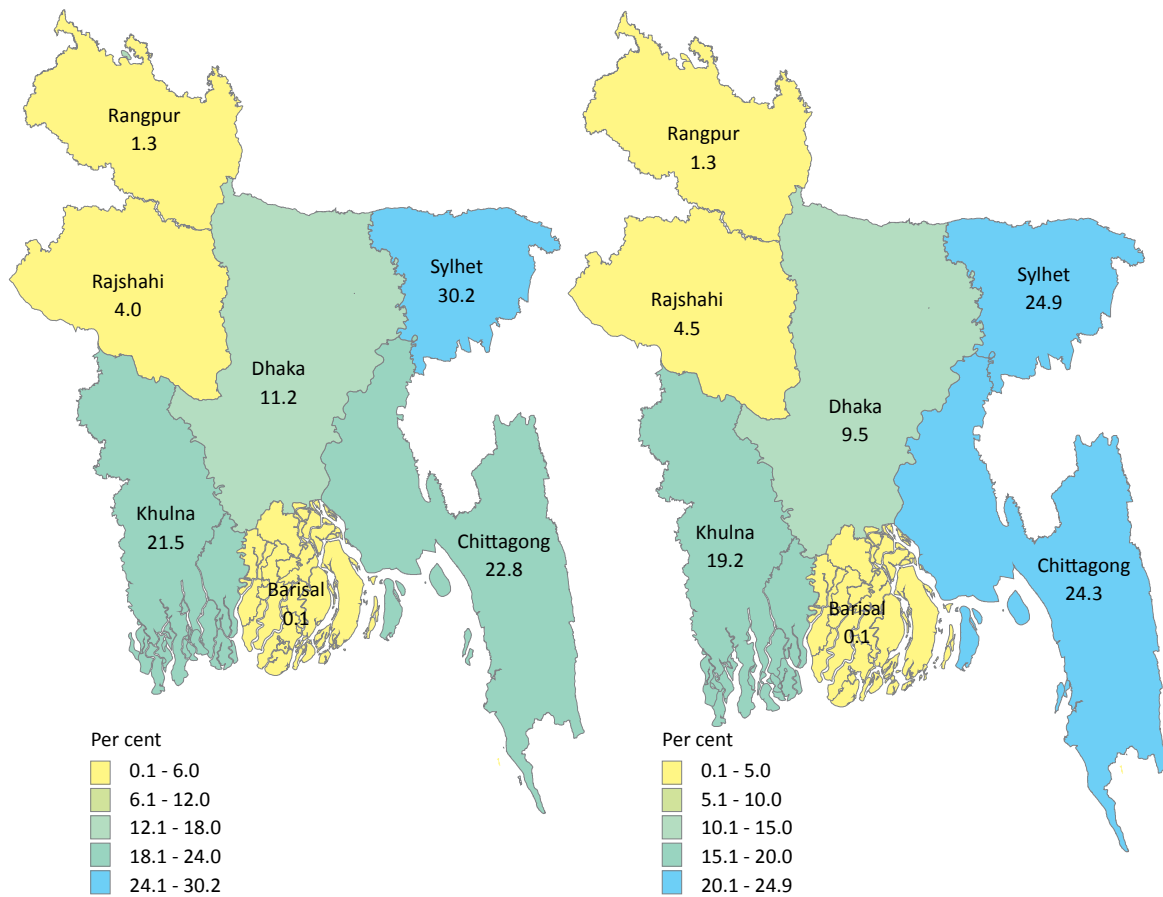 Rangpur
1.3
Rajshahi
4.0
Sylhet
30.2
Dhaka
11.2
Khulna
21.5
Chittagong
22.8
Barisal
0.1
Per cent
0.1 - 6.0
6.1 - 12.0
12.1 - 18.0
18.1 - 24.0
24.1 - 30.2
Rangpur
1.3
Rajshahi
4.5
Sylhet
24.9
Dhaka
9.5
Khulna
19.2
Chittagong
24.3
Barisal
0.1
Per cent
0.1 - 5.0
5.1 - 10.0
10.1 - 15.0
15.1 - 20.0
20.1 - 24.9